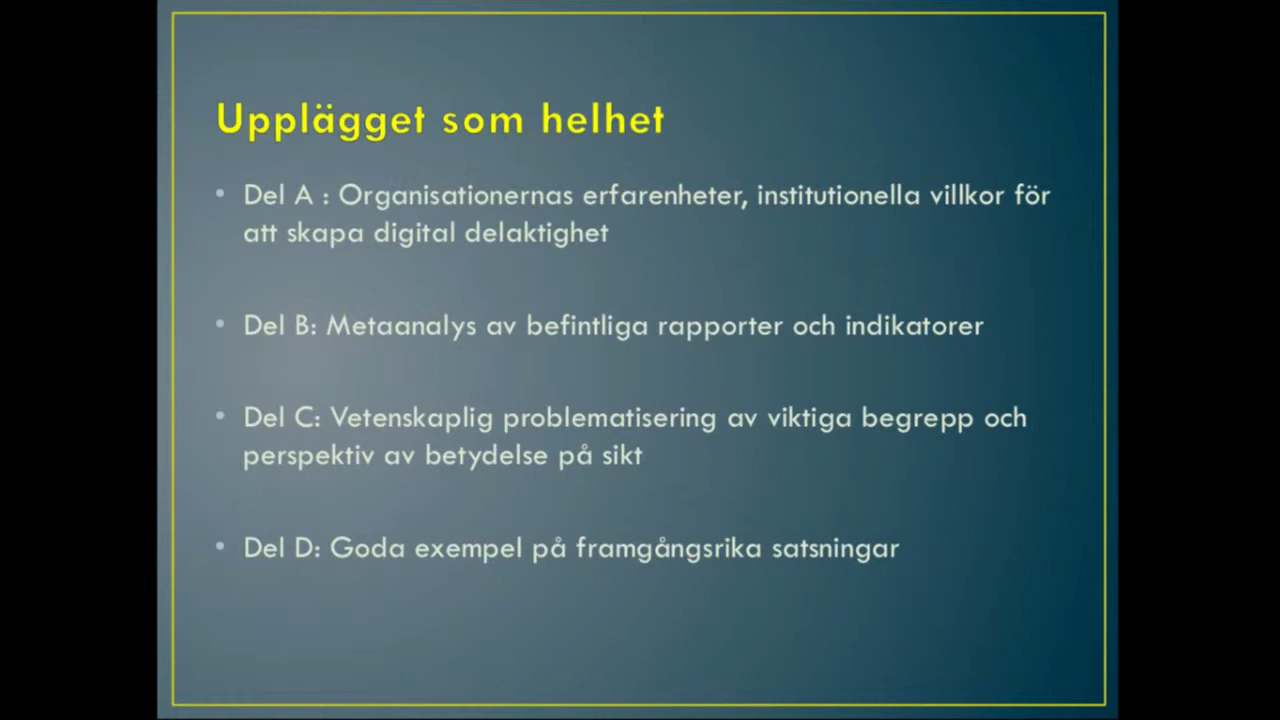 Upplägget som helhet
• Del A : Organisationernas erfarenheter, institutionella villkor för
att skapa digital delaktighet
• Del B: Metaanalys av befintliga rapporter och indikatorer
• Del C: Vetenskaplig problematisering av viktiga begrepp och
perspektiv av betydelse på sikt
• Del D: Goda exempel på framgångsrika satsningar